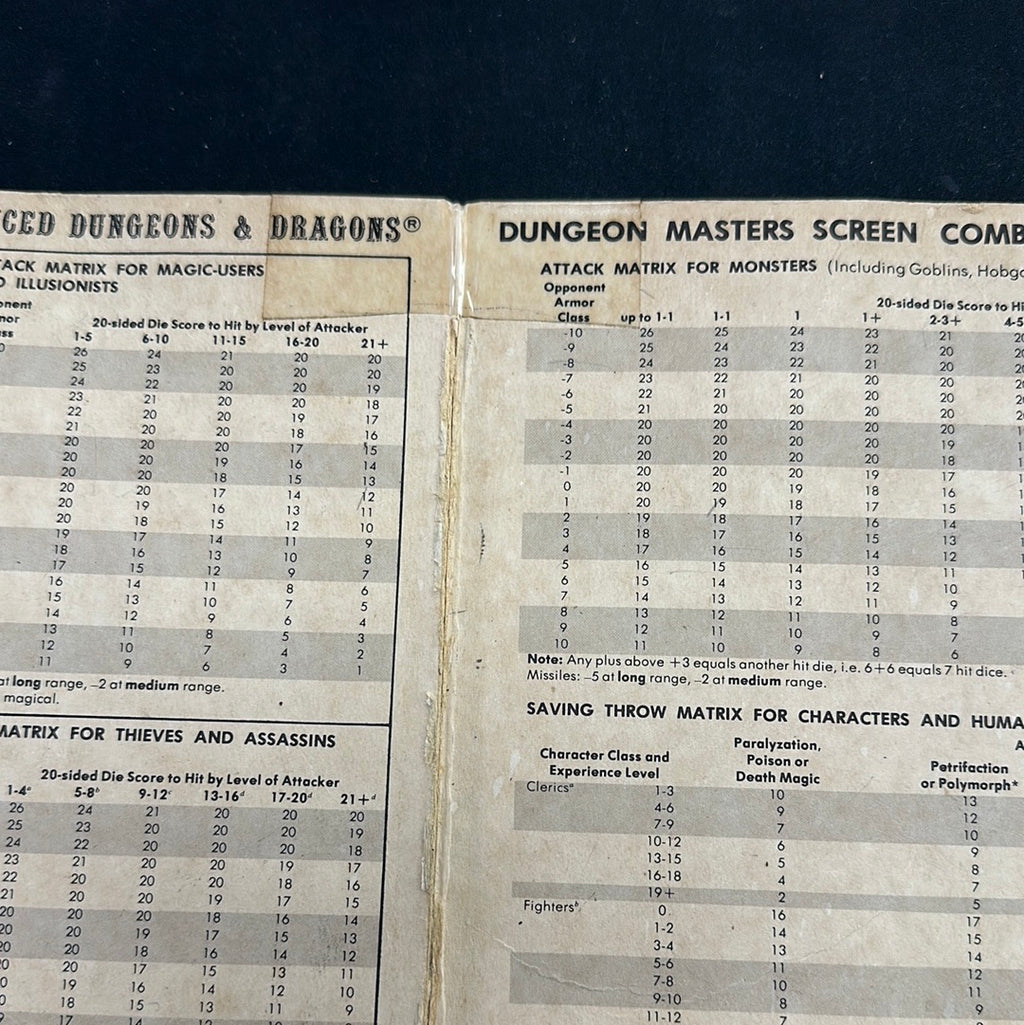 DUNGEONS & DRAGONS®
MATRIX FOR MAGIC-USERS
ILLUSIONISTS
20-sided Die Score to Hit by Level of Attacker
1-5 6-10 11-15 16-20 21+
26 24 21 20 20
25 23 20 20 20
24 22 20 20 19
23 21 20 20 18
22 20 20 19 17
21 20 20 18 16
20 20 20 17 15
20 20 19 16 14
20 20 18 15 13
20 20 17 14 12
20 19 16 13 11
20 18 15 12 10
19 17 14 11 9
18 16 13 10 8
17 15 12 9 7
16 14 11 8 6
15 13 10 7 5
14 12 9 6 4
13 11 8 5 3
12 10 7 4 2
11 9 6 3 1
at long range, –2 at medium range.
magical.
MATRIX FOR THIEVES AND ASSASSINS
20-sided Die Score to Hit by Level of Attacker
1-4ᵃ 5-8ᵇ 9-12ᶜ 13-16ᵈ 17-20ᵈ 21+ᵈ
26 24 21 20 20 20
25 23 20 20 20 19
24 22 20 20 20 18
23 21 20 20 19 17
22 20 20 20 18 16
21 20 20 19 17 15
20 20 20 18 16 14
20 20 19 17 15 13
20 20 18 16 14 12
20 17 15 13 11
19 16 14 12 10
18 15 13 11 9
17 14 12
DUNGEON MASTERS SCREEN COMB
ATTACK MATRIX FOR MONSTERS (Including Goblins, Hobgo
Opponent
Armor
Class
20-sided Die Score to Hi
up to 1-1 1-1 1 1+ 2-3+ 4-5
-10 26 25 24 23 21
-9 25 24 23 22 20
-8 24 23 22 21 20
-7 23 22 21 20 20
-6 22 21 20 20 20
-5 21 20 20 20 20
-4 20 20 20 20 20
-3 20 20 20 20 19
-2 20 20 20 20 18
-1 20 20 20 19 17
0 20 20 19 18 16
1 20 19 18 17 15
2 19 18 17 16 14
3 18 17 16 15 13
4 17 16 15 14 12
5 16 15 14 13 11
6 15 14 13 12 10
7 14 13 12 11 9
8 13 12 11 10 8
9 12 11 10 9 7
10 11 10 9 8 6
Note: Any plus above +3 equals another hit die, i.e. 6+6 equals 7 hit dice.
Missiles: –5 at long range, –2 at medium range.
SAVING THROW MATRIX FOR CHARACTERS AND HUMA
Character Class and
Experience Level
Paralyzation,
Poison or
Death Magic
Petrifaction
or Polymorph*
Clericsᵃ 1-3 10 13
4-6 9 12
7-9 7 10
10-12 6 9
13-15 5 8
16-18 4 7
19+ 2 5
Fightersᵇ 0 16 17
1-2 14 15
3-4 13 14
5-6 11 12
7-8 10 11
9-10 8 9
11-12 7